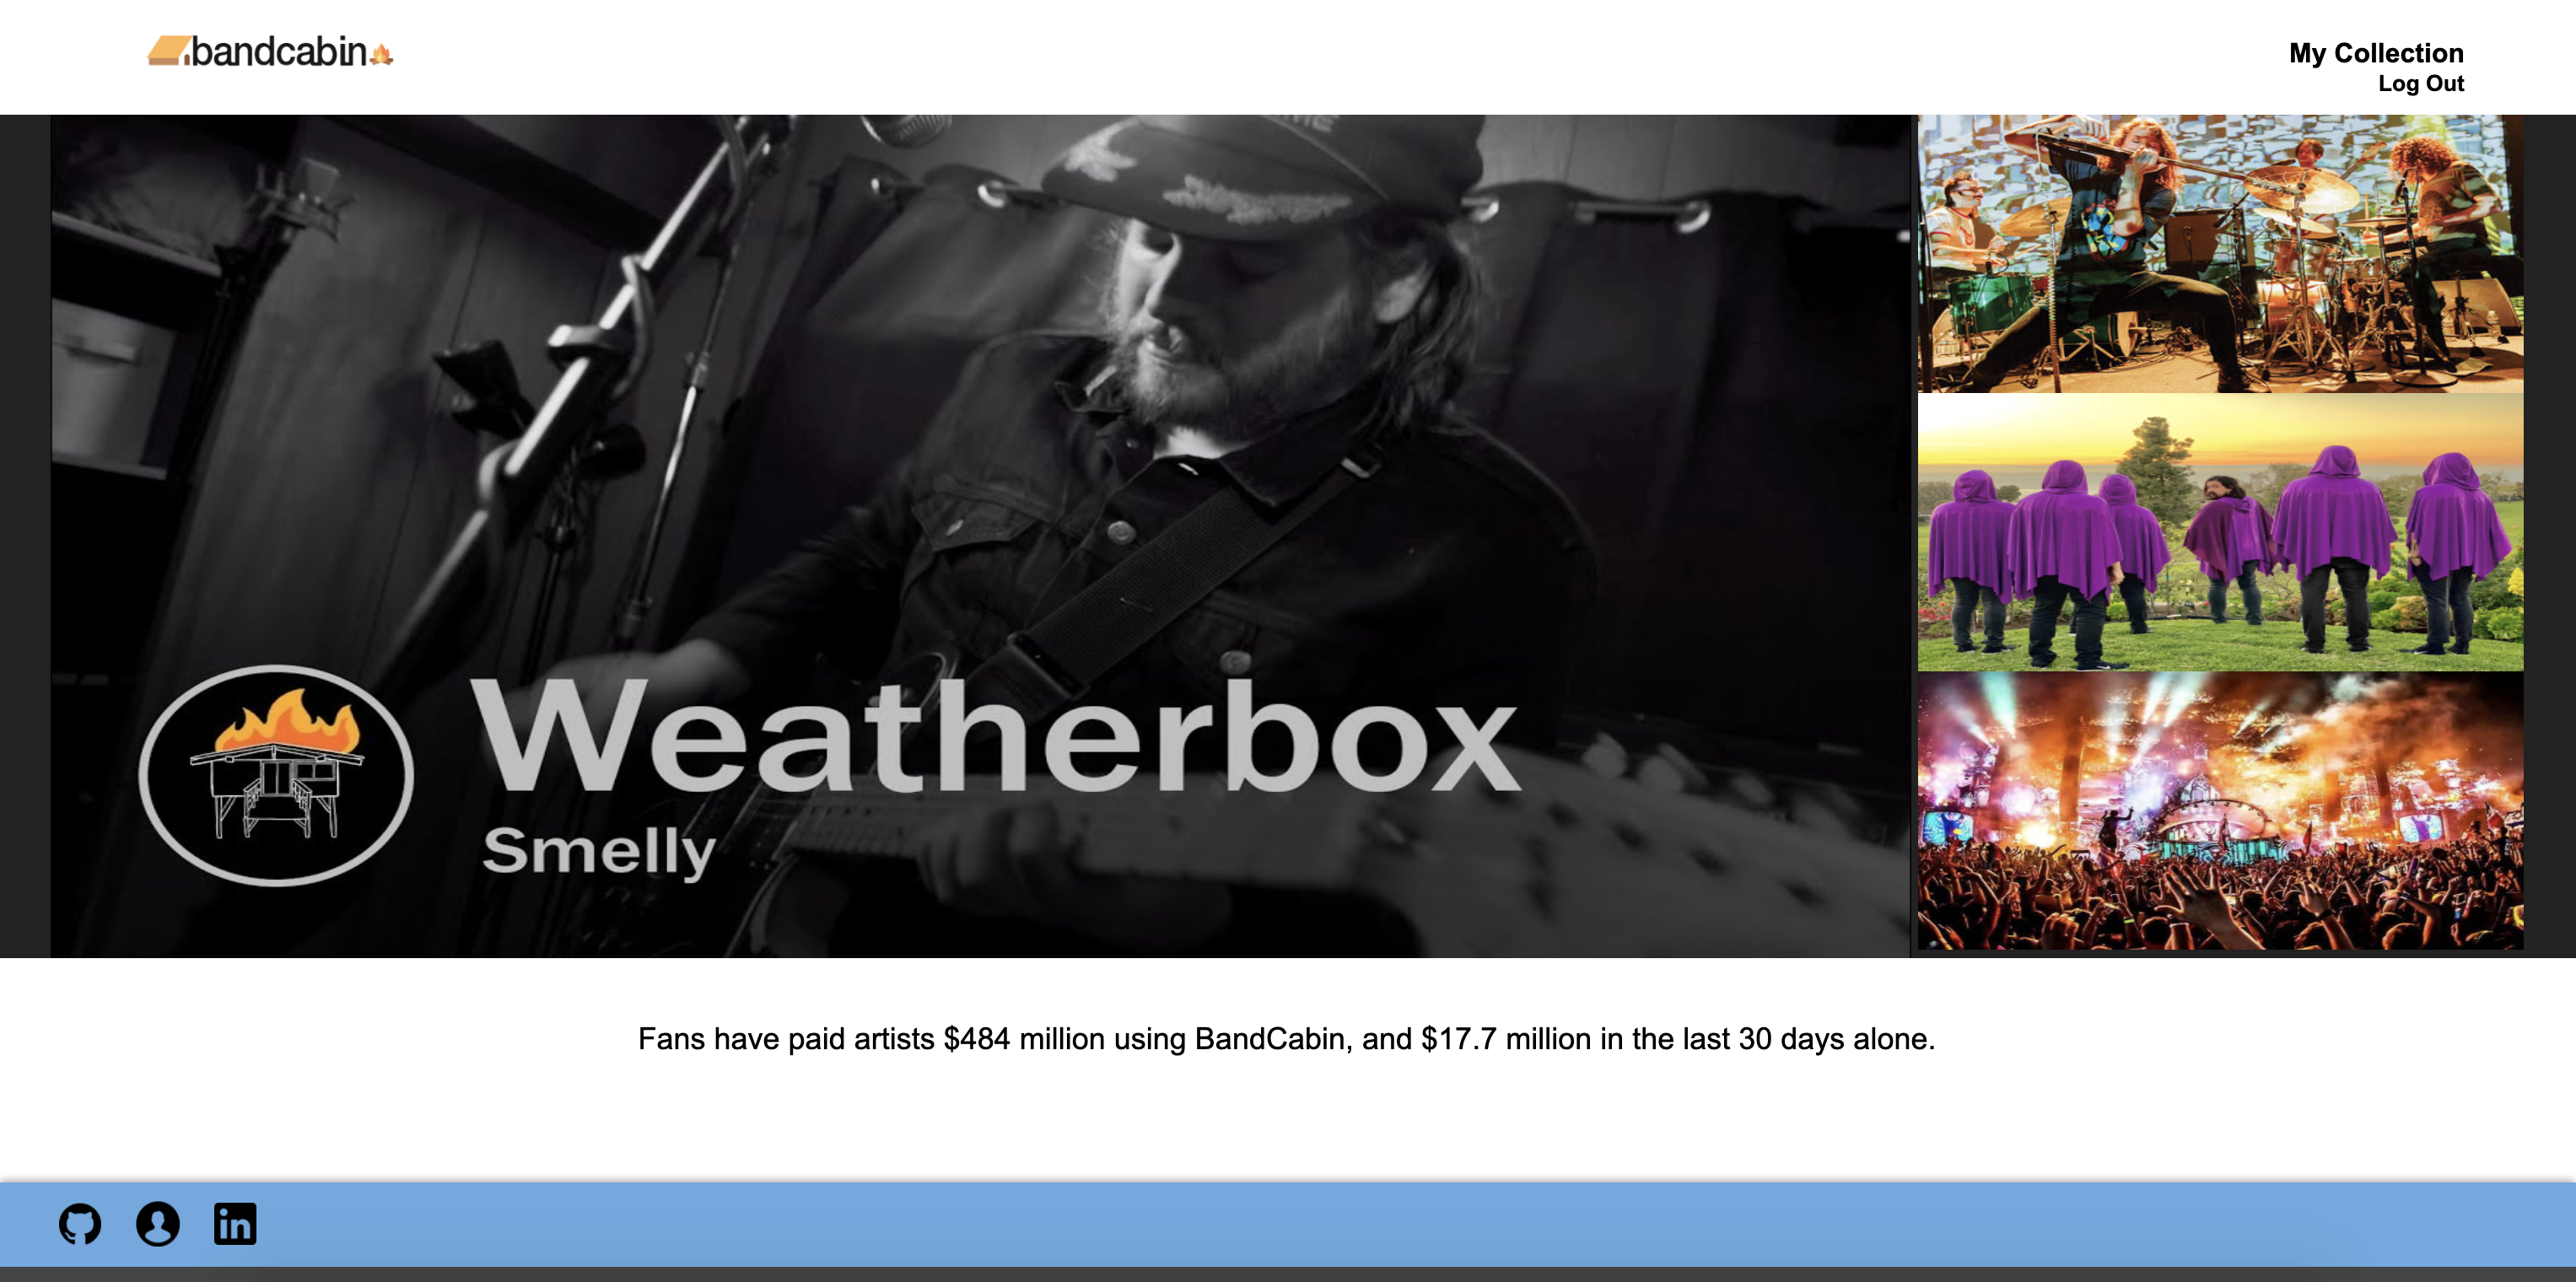 bandcabin
My Collection
Log Out
Weatherbox
Smelly
Fans have paid artists $484 million using BandCabin, and $17.7 million in the last 30 days alone.
in